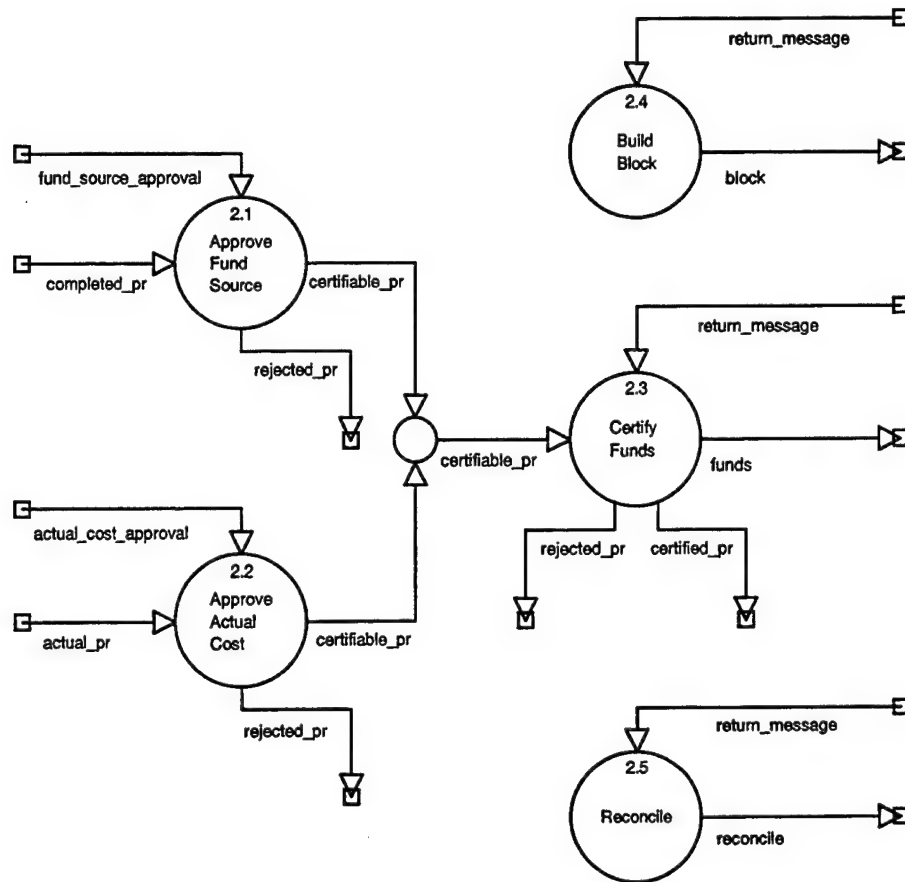 return_message
2.4
Build
Block
block
fund_source_approval
2.1
Approve
Fund
Source
completed_pr
certifiable_pr
rejected_pr
return_message
2.3
Certify
Funds
certifiable_pr
funds
rejected_pr
certified_pr
actual_cost_approval
2.2
Approve
Actual
Cost
actual_pr
certifiable_pr
rejected_pr
return_message
2.5
Reconcile
reconcile